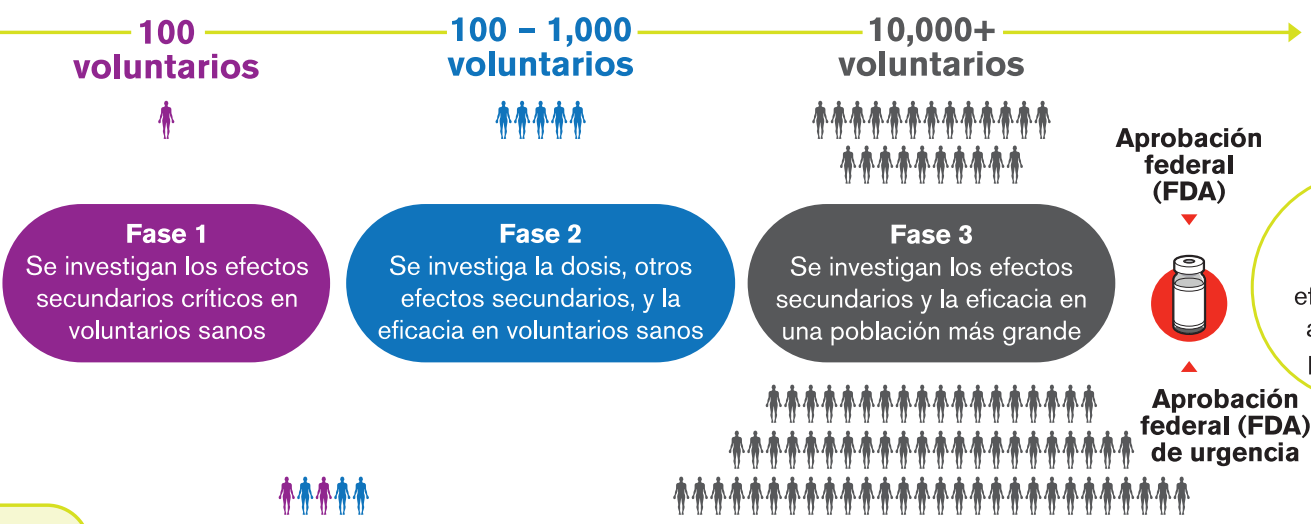 100
voluntarios
100 – 1,000
voluntarios
10,000+
voluntarios
Fase 1
Se investigan los efectos
secundarios críticos en
voluntarios sanos
Fase 2
Se investiga la dosis, otros
efectos secundarios, y la
eficacia en voluntarios sanos
Fase 3
Se investigan los efectos
secundarios y la eficacia en
una población más grande
Aprobación
federal
(FDA)
Aprobación
federal (FDA)
de urgencia